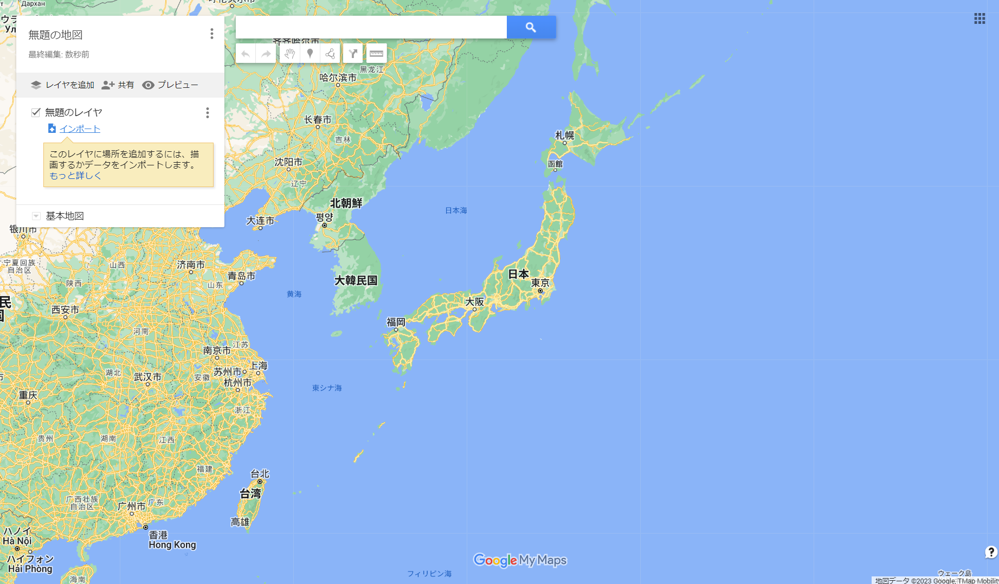 Дархан
无题の地図
最終編集: 数秒前
レイヤを追加 共有 プレビュー
無題のレイヤ
インポート
このレイヤに場所を追加するには、描
画するかデータをインポートします。
もっと詳しく
基本地図
齐齐哈尔市
黑龙江
哈尔滨市
长春市
吉林
沈阳市
辽宁
北朝鮮
평양
大连市
札幌
函館
日本海
银川市
宁夏回族
自治区
山西
济南市
青岛市
山东
陕西
大韓民国
日本
東京
黄海
大阪
民
国
西安市
福岡
河南
江苏
南京市
上海
苏州市
杭州市
湖北
武汉市
安徽
東シナ海
重庆
浙江
贵州
湖南
江西
福建
台北
台湾
广西壮族
自治区
广州市
广东
高雄
ハノイ
Hà Nội
香港
Hong Kong
ハイフォン
Hải Phòng
海南
Google My Maps
フィリピン海
ウェーク島
地図データ ©2023 Google, TMap Mobilit